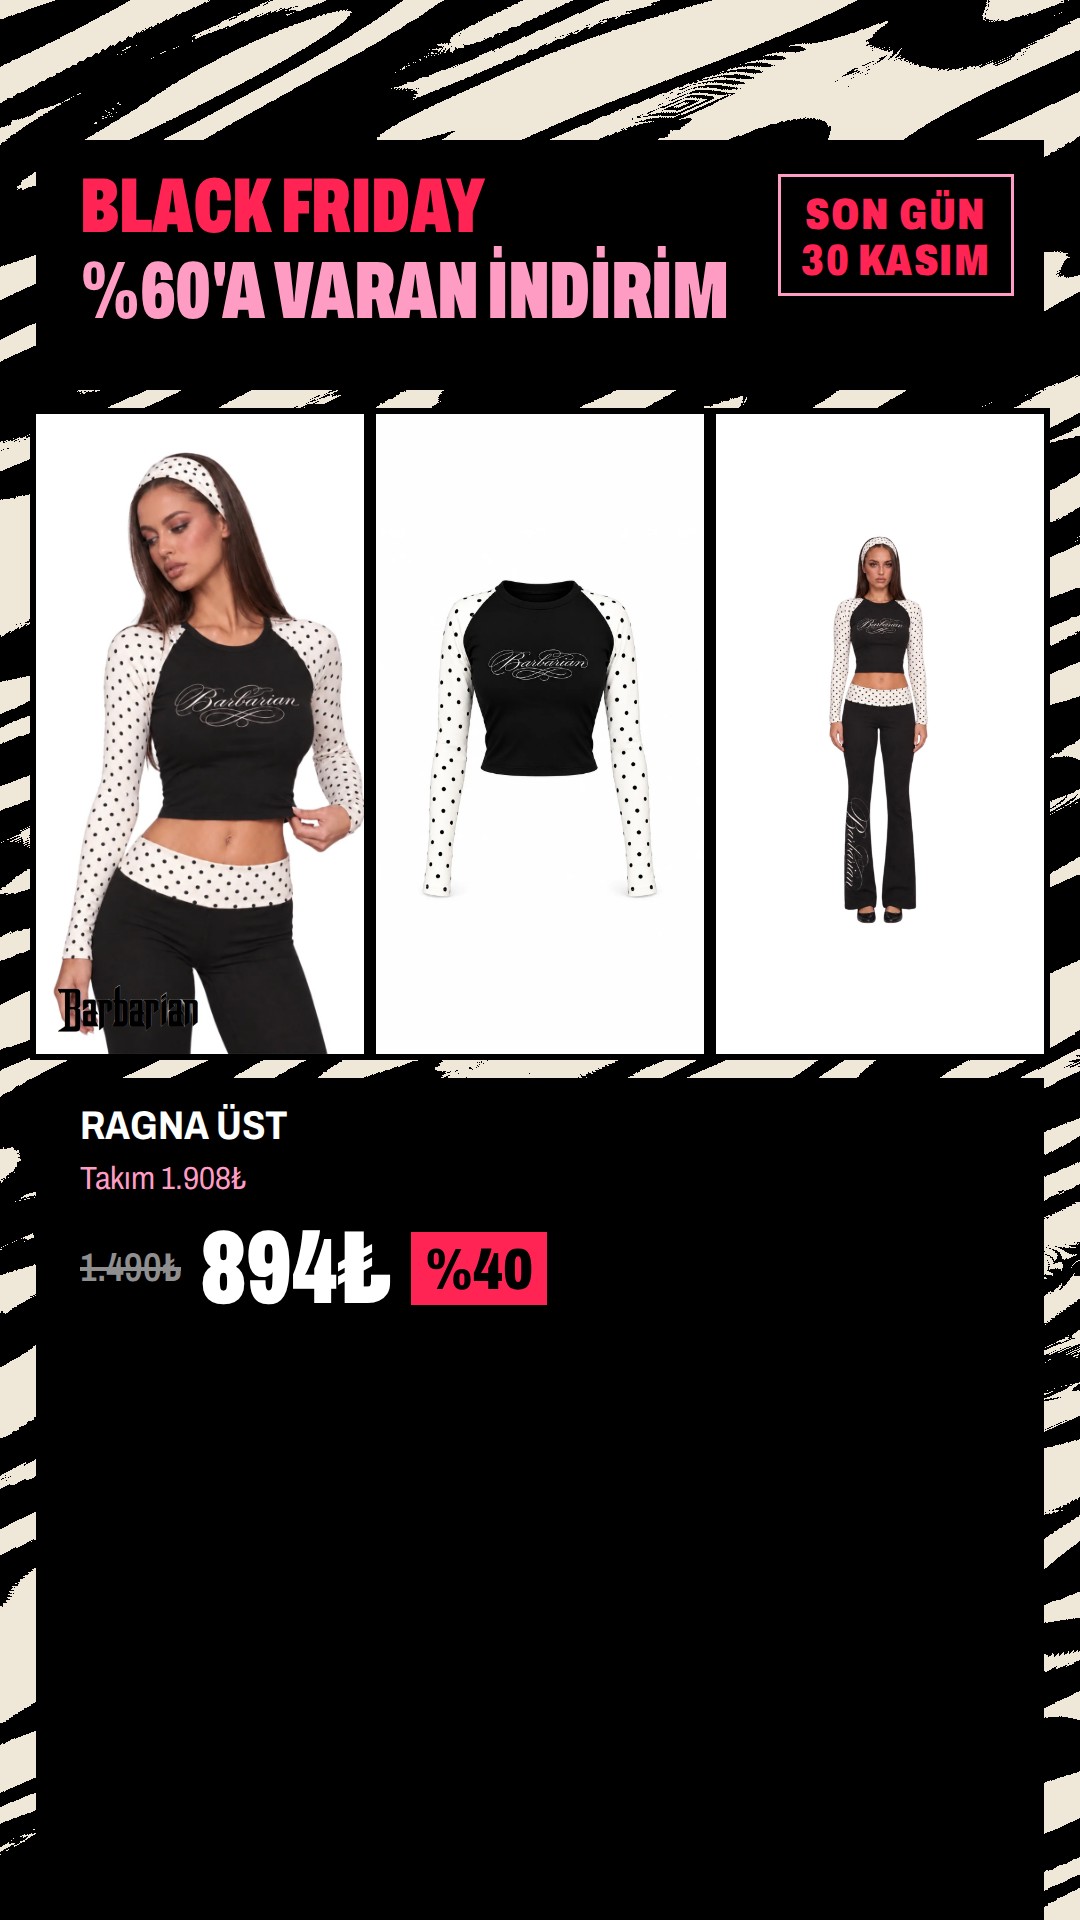 BLACK FRIDAY
%60'A VARAN İNDİRİM
SON GÜN
30 KASIM
Barbarian
Barbarian
Barbarian
Barbarian
Barbarian
RAGNA ÜST
Takım 1.908₺
1.490₺ 894₺ %40